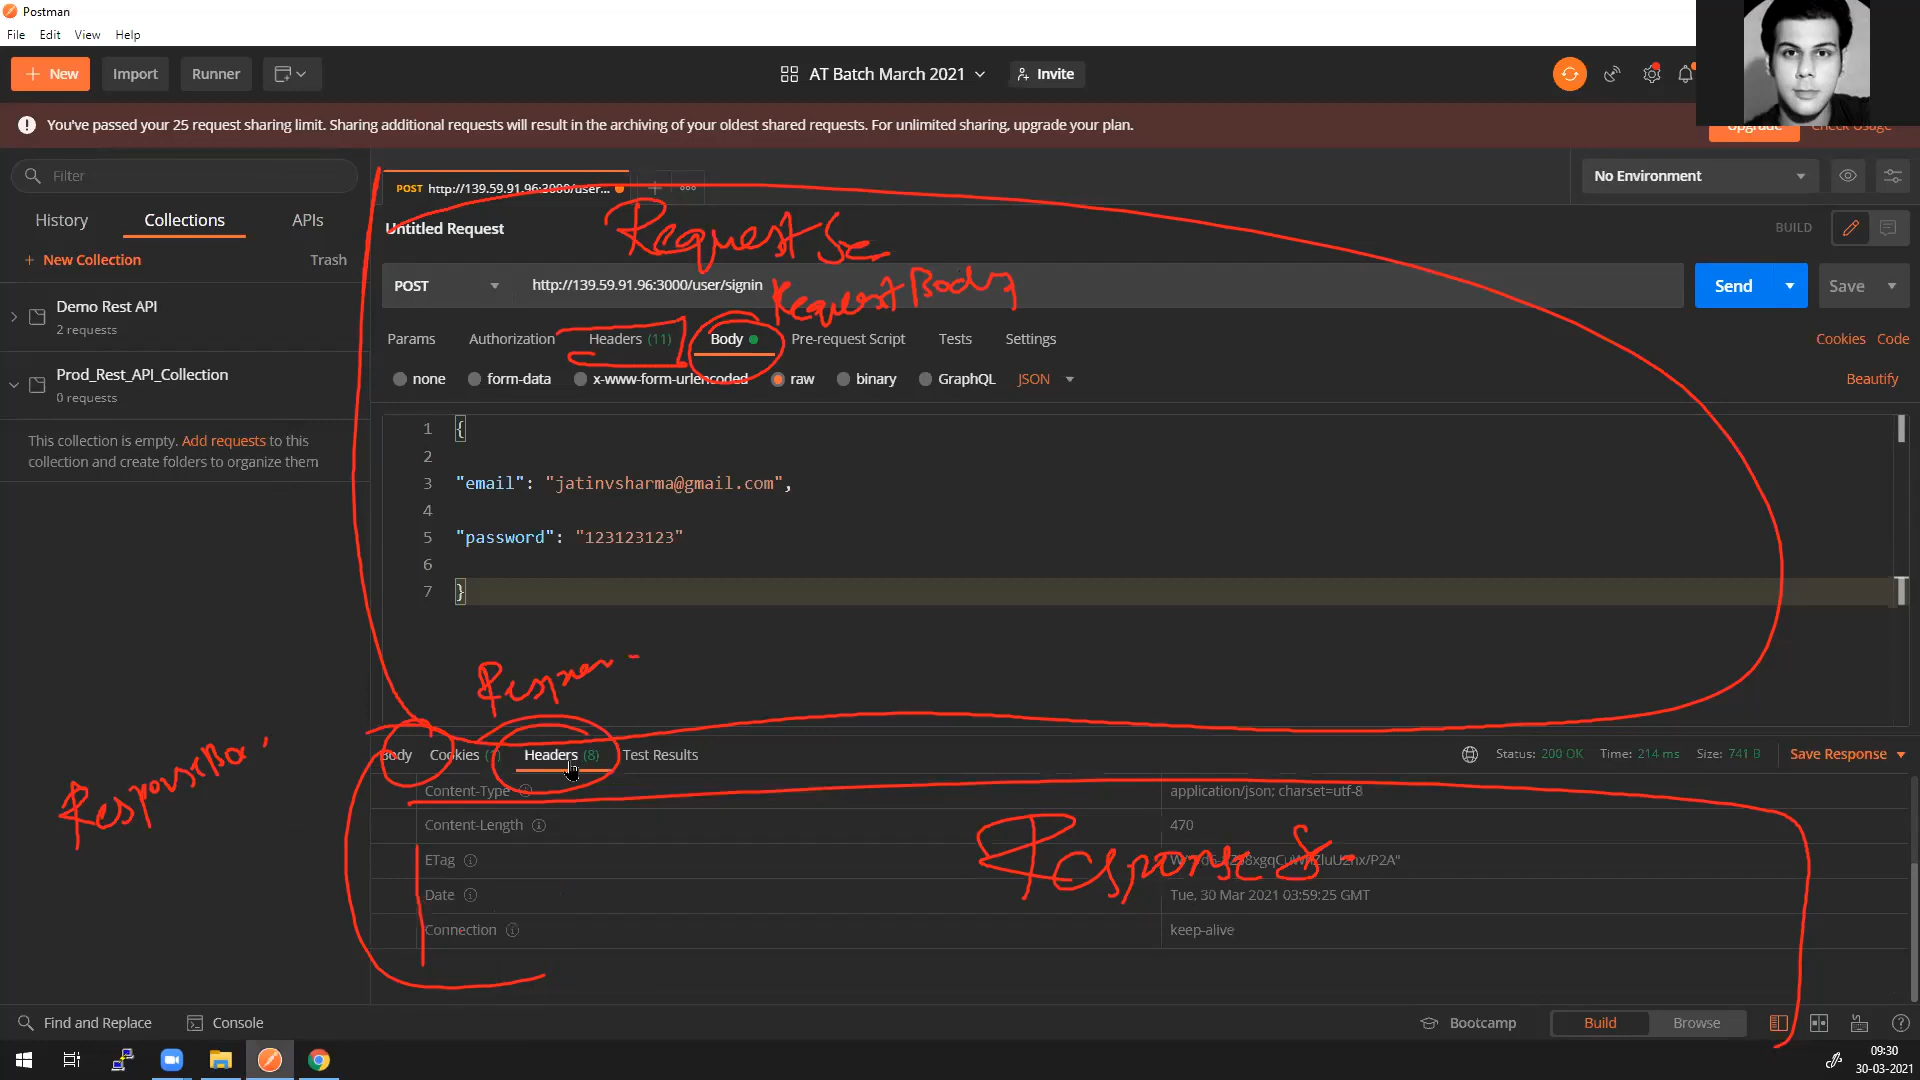 Postman
File Edit View Help
New Import Runner AT Batch March 2021 Invite
You've passed your 25 request sharing limit. Sharing additional requests will result in the archiving of your oldest shared requests. For unlimited sharing, upgrade your plan. Upgrade Check Usage
Filter
POST http://139.59.91.96:3000/user...
No Environment
History Collections APIs
Untitled Request
Request Se
BUILD
+ New Collection Trash
POST http://139.59.91.96:3000/user/signin
Request Body
Send Save
Demo Rest API
2 requests
Params Authorization Headers (11) Body Pre-request Script Tests Settings
Cookies Code
Prod_Rest_API_Collection
0 requests
none form-data x-www-form-urlencoded raw binary GraphQL JSON
Beautify
This collection is empty. Add requests to this
collection and create folders to organize them
1 {
2
3 "email": "jatinvsharma@gmail.com",
4
5 "password": "123123123"
6
7 }
Body Cookies Headers (8) Test Results
Status: 200 OK Time: 214 ms Size: 741 B Save Response
Content-Type application/json; charset=utf-8
Content-Length 470
Response S
ETag
Date Tue, 30 Mar 2021 03:59:25 GMT
Connection keep-alive
Find and Replace Console
Bootcamp Build Browse
09:30
30-03-2021